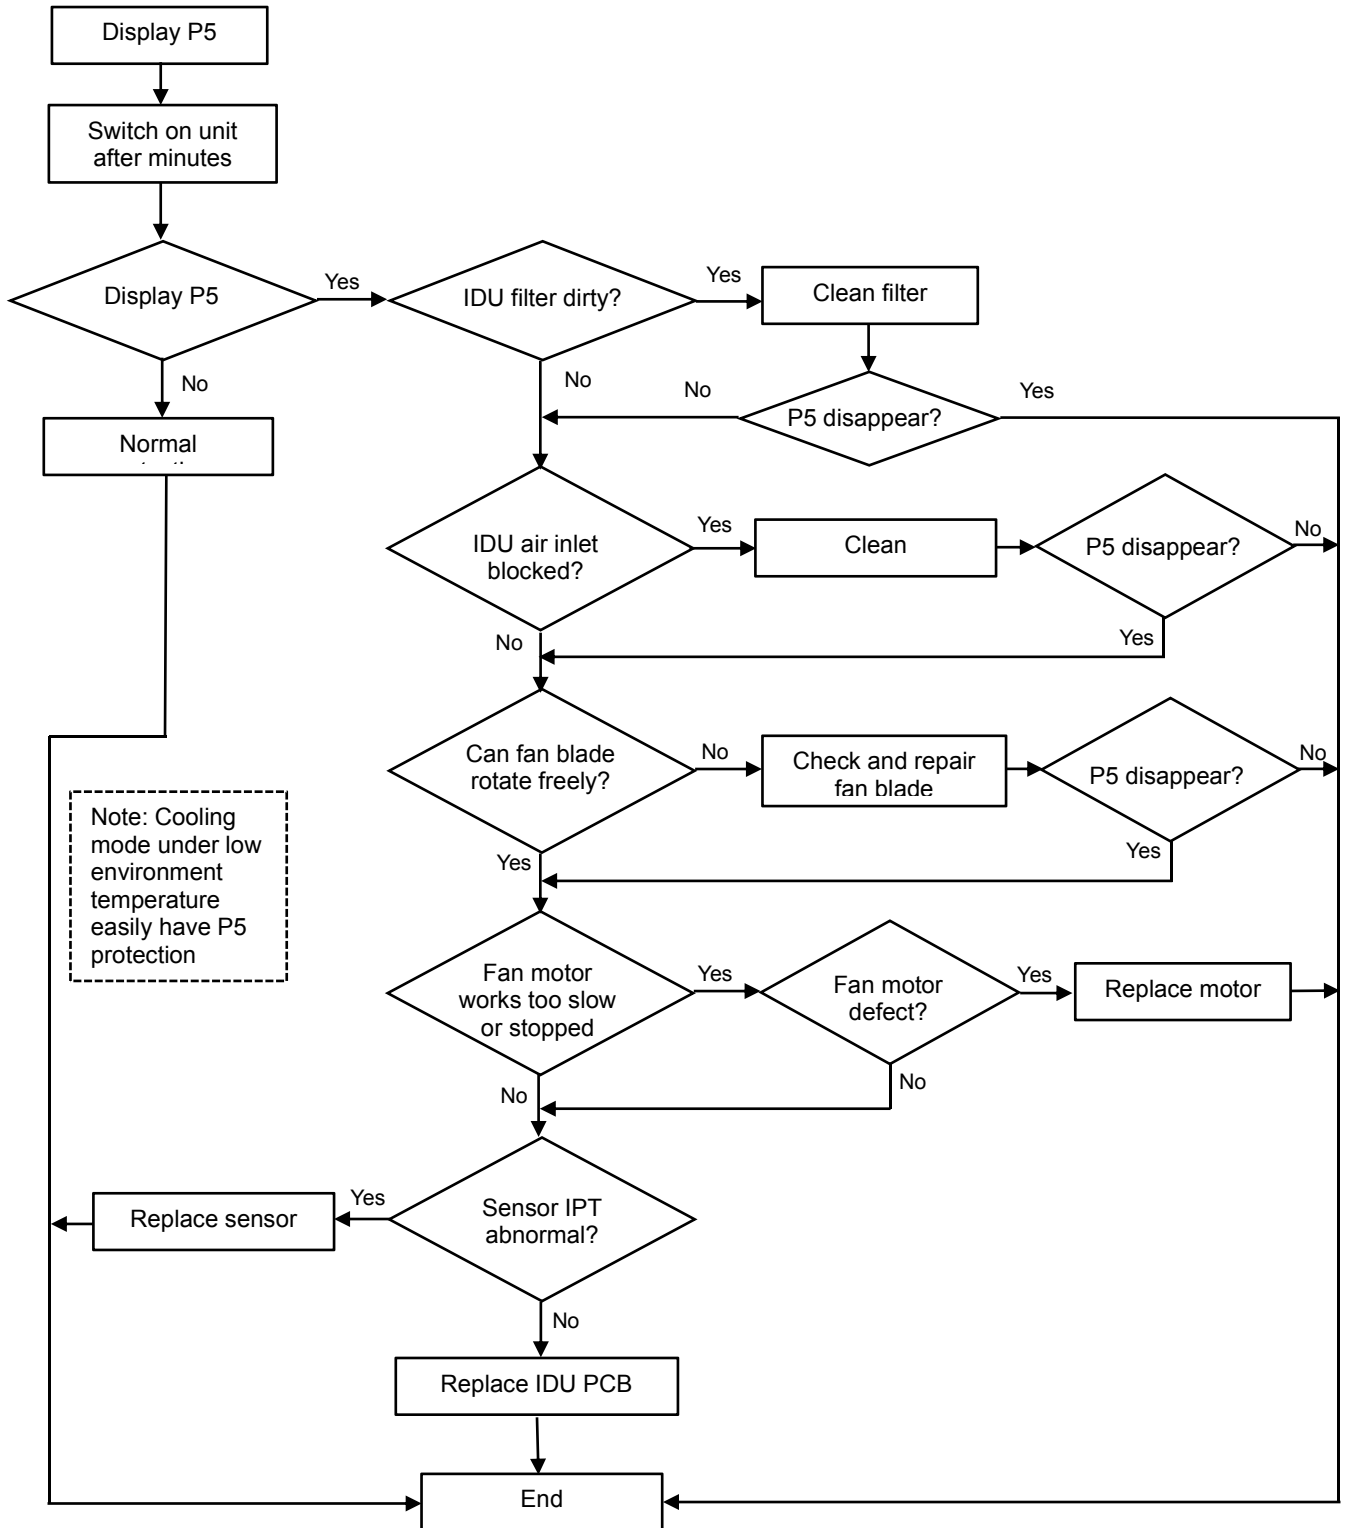 Display P5
Switch on unit
after minutes
Display P5
Yes
IDU filter dirty?
Yes
Clean filter
No
No
No
Yes
P5 disappear?
Normal
IDU air inlet
blocked?
Yes
Clean
P5 disappear?
No
No
Yes
Can fan blade
rotate freely?
No
Check and repair
fan blade
P5 disappear?
No
Note: Cooling
mode under low
environment
temperature
easily have P5
protection
Yes
Yes
Fan motor
works too slow
or stopped
Yes
Fan motor
defect?
Yes
Replace motor
No
No
Sensor IPT
abnormal?
Yes
Replace sensor
No
Replace IDU PCB
End